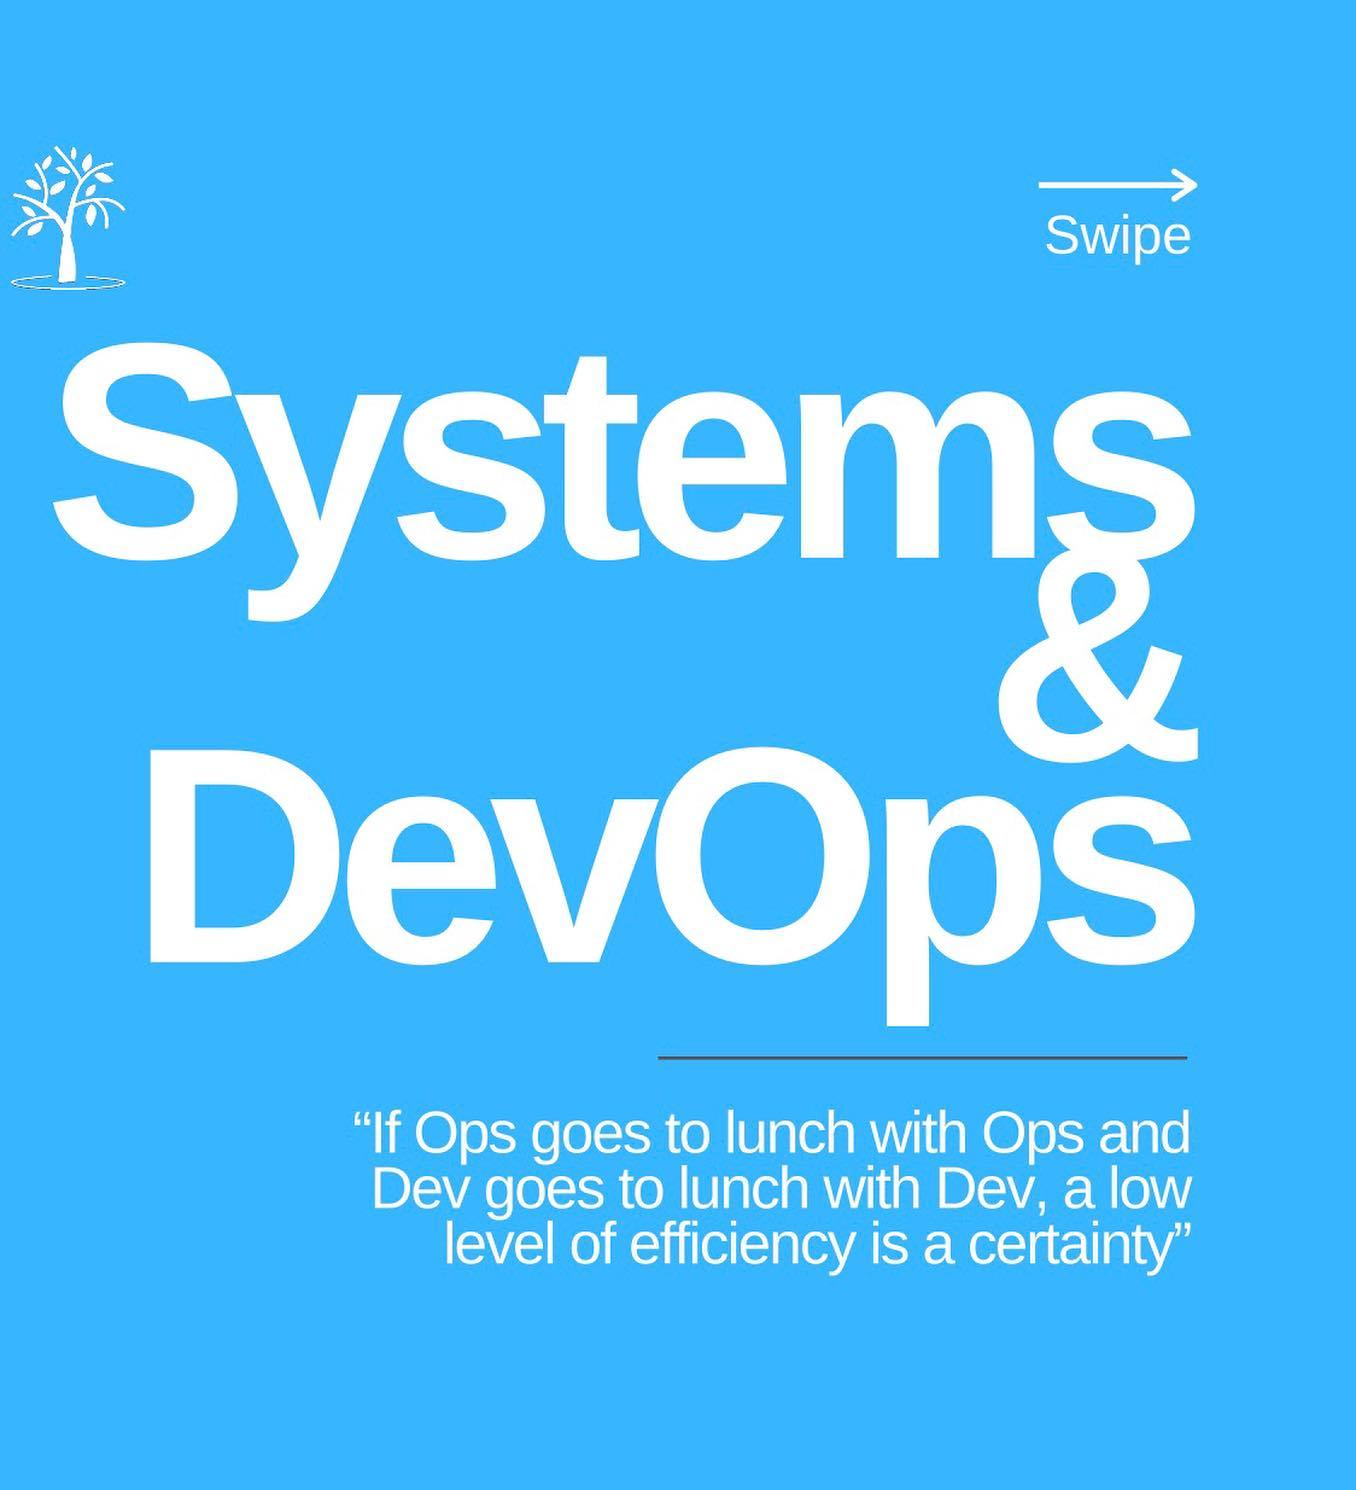 Swipe
Systems
&
DevOps
“If Ops goes to lunch with Ops and
Dev goes to lunch with Dev, a low
level of efficiency is a certainty”